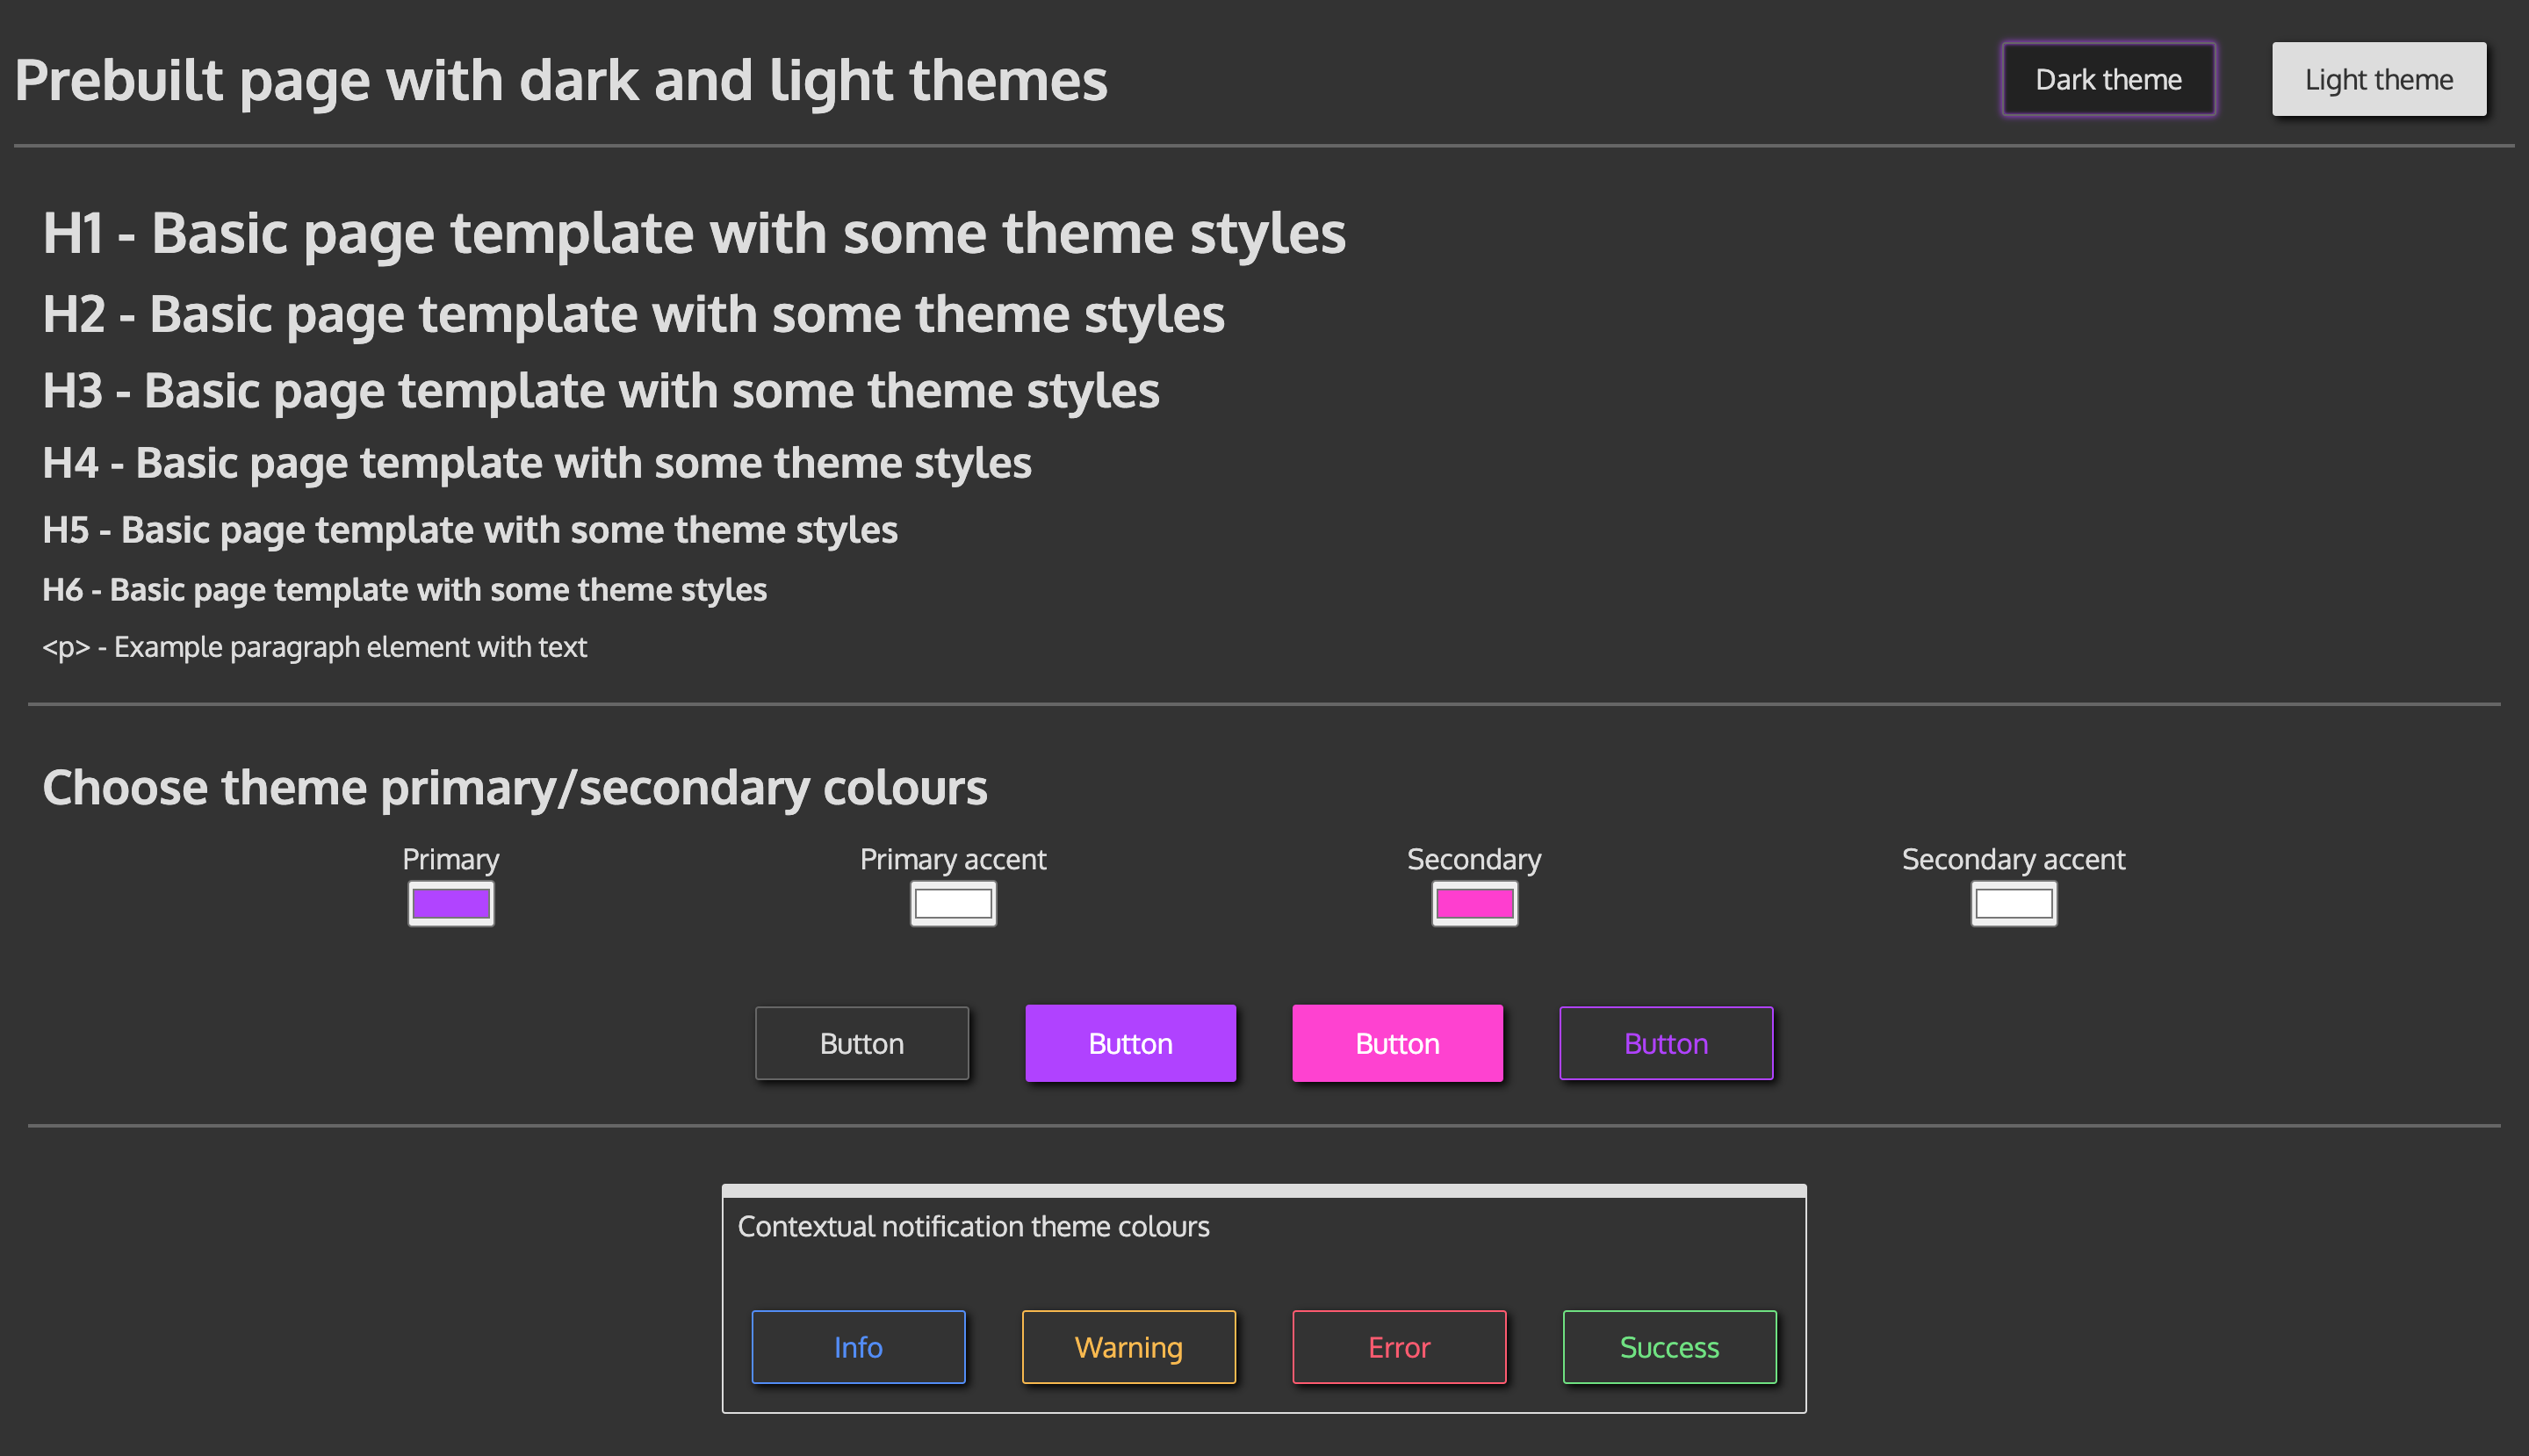 Prebuilt page with dark and light themes
Dark theme
Light theme
H1 - Basic page template with some theme styles
H2 - Basic page template with some theme styles
H3 - Basic page template with some theme styles
H4 - Basic page template with some theme styles
H5 - Basic page template with some theme styles
H6 - Basic page template with some theme styles
<p> - Example paragraph element with text
Choose theme primary/secondary colours
Primary
Primary accent
Secondary
Secondary accent
Button
Button
Button
Button
Contextual notification theme colours
Info
Warning
Error
Success